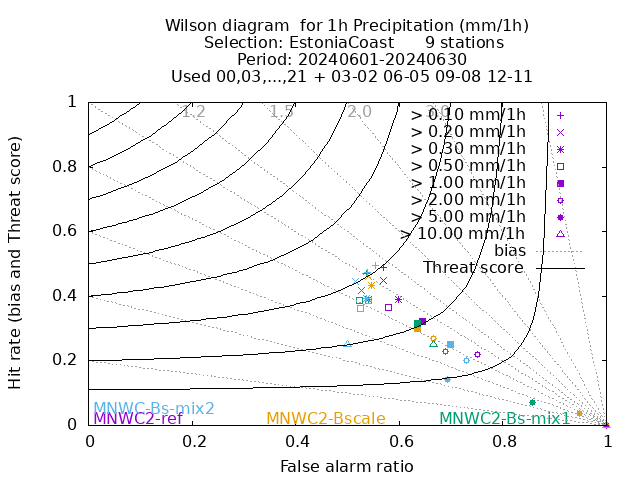 Wilson diagram  for 1h Precipitation (mm/1h)
Selection: EstoniaCoast      9 stations
Period: 20240601-20240630
Used 00,03,...,21 + 03-02 06-05 09-08 12-11
1.2 1.5 2.0 3.0
> 0.10 mm/1h
> 0.20 mm/1h
> 0.30 mm/1h
> 0.50 mm/1h
> 1.00 mm/1h
> 2.00 mm/1h
> 5.00 mm/1h
> 10.00 mm/1h
bias
Threat score
Hit rate (bias and Threat score)
1
0.8
0.6
0.4
0.2
0
MNWC-Bs-mix2
MNWC2-ref MNWC2-Bscale MNWC2-Bs-mix1
0 0.2 0.4 0.6 0.8 1
False alarm ratio